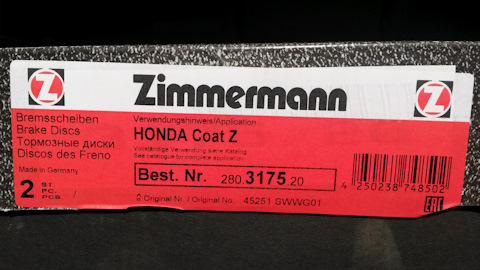 Z Zimmermann Z
Bremsscheiben
Brake Discs
Тормозные диски
Discos des Freno
Made in Germany
2 ST. PC. PCB. /
Verwendungshinweis/Application
HONDA Coat Z
Vollständige Verwendung siehe Katalog
See catalogue for complete application
Best. Nr. 280.3175.20
Original Nr. / Original No. 45251 SWWG01
4 250238 748502
EAC